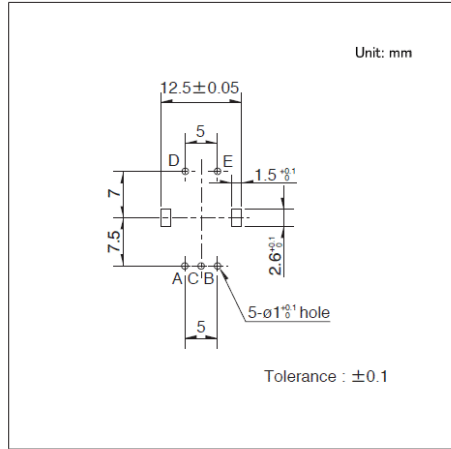 Unit: mm
12.5±0.05
5
D
E
1.5 +0.1 0
7
7.5
2.6 +0.1 0
A C B
5-ø1 +0.1 0 hole
5
Tolerance : ±0.1